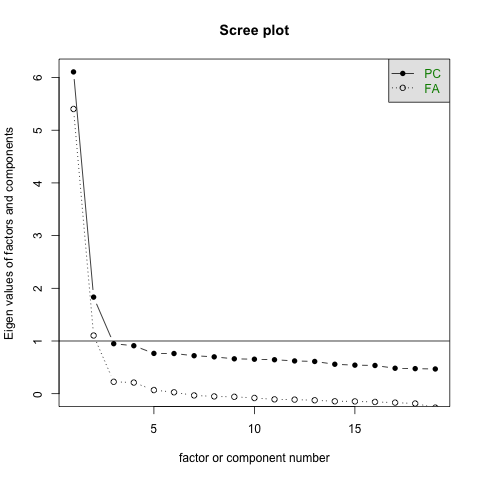 Scree plot
PC
FA
Eigen values of factors and components
6
5
4
3
2
1
0
5
10
15
factor or component number